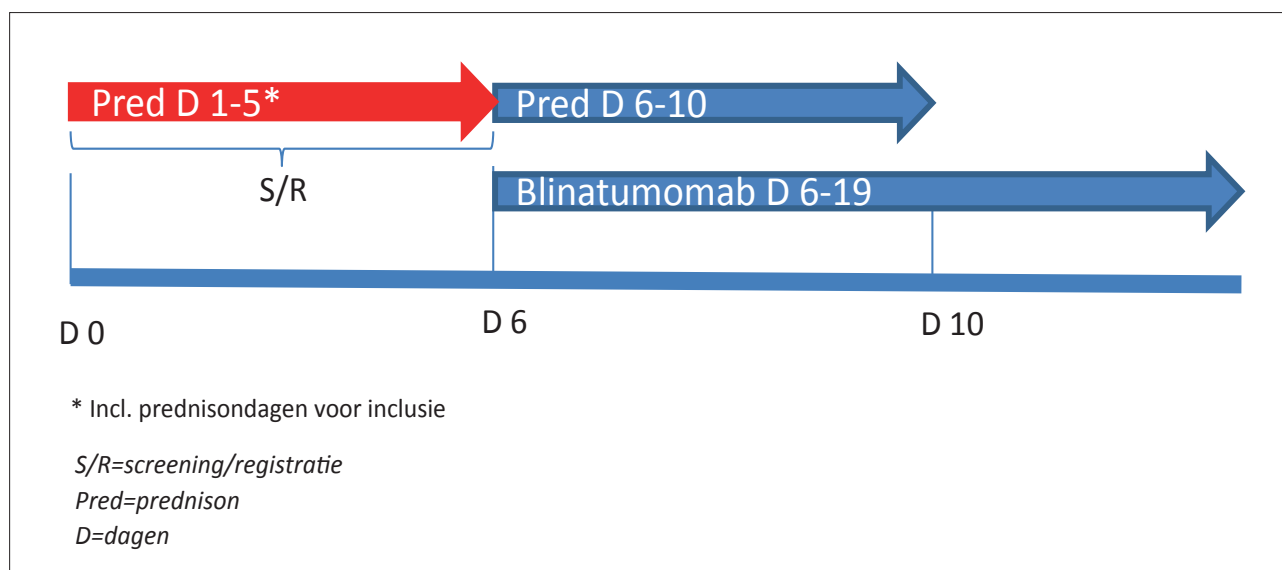 Pred D 1-5*
Pred D 6-10
S/R
Blinatumomab D 6-19
D 0
D 6
D 10
* Incl. prednisondagen voor inclusie
S/R=screening/registratie
Pred=prednison
D=dagen